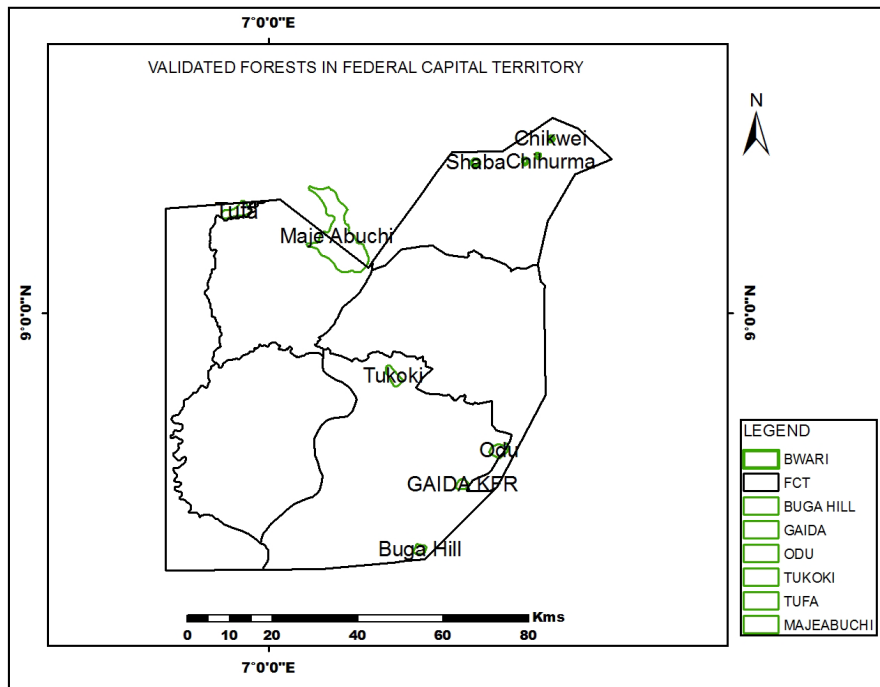 7°0'0"E
VALIDATED FORESTS IN FEDERAL CAPITAL TERRITORY
N
Chikwei
Shaba Chihurma
Tufa
Maje Abuchi
9°0'0"N
9°0'0"N
Tukoki
Odu
GAIDA KFR
Buga Hill
Kms
0 10 20 40 60 80
7°0'0"E
LEGEND
BWARI
FCT
BUGA HILL
GAIDA
ODU
TUKOKI
TUFA
MAJEABUCHI